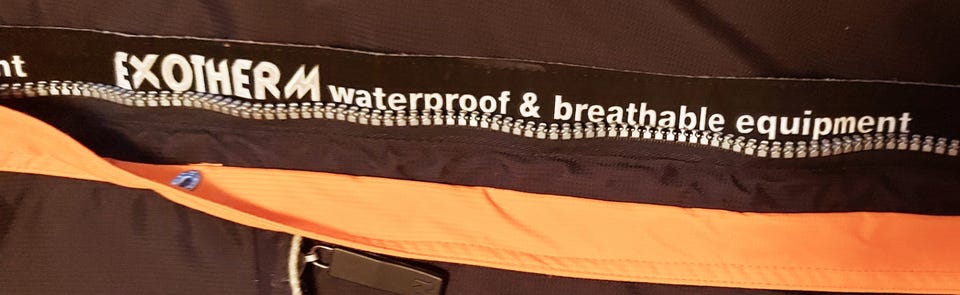 nt EXOTHERM waterproof & breathable equipment